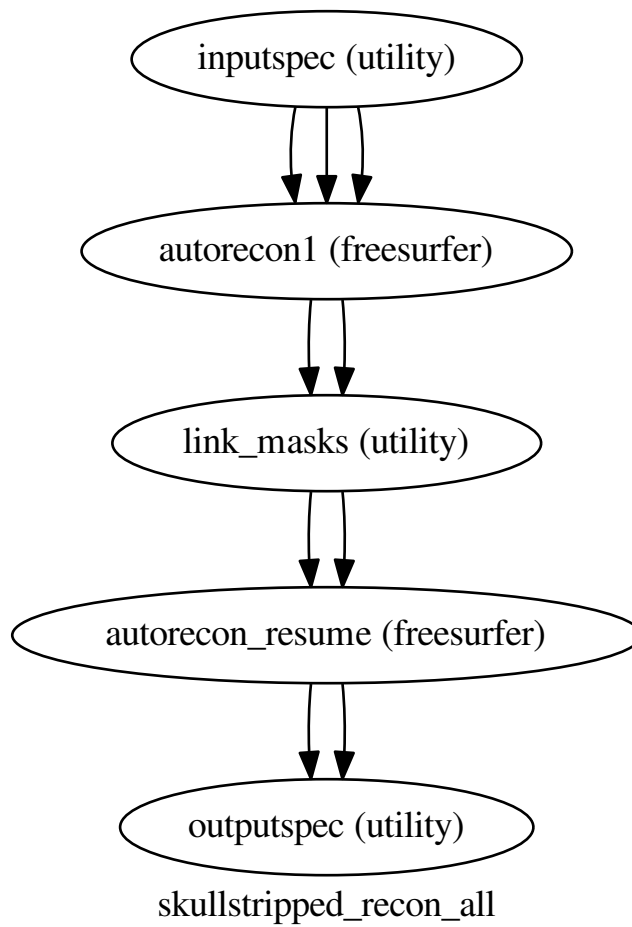 inputspec (utility)
autorecon1 (freesurfer)
link_masks (utility)
autorecon_resume (freesurfer)
outputspec (utility)
skullstripped_recon_all